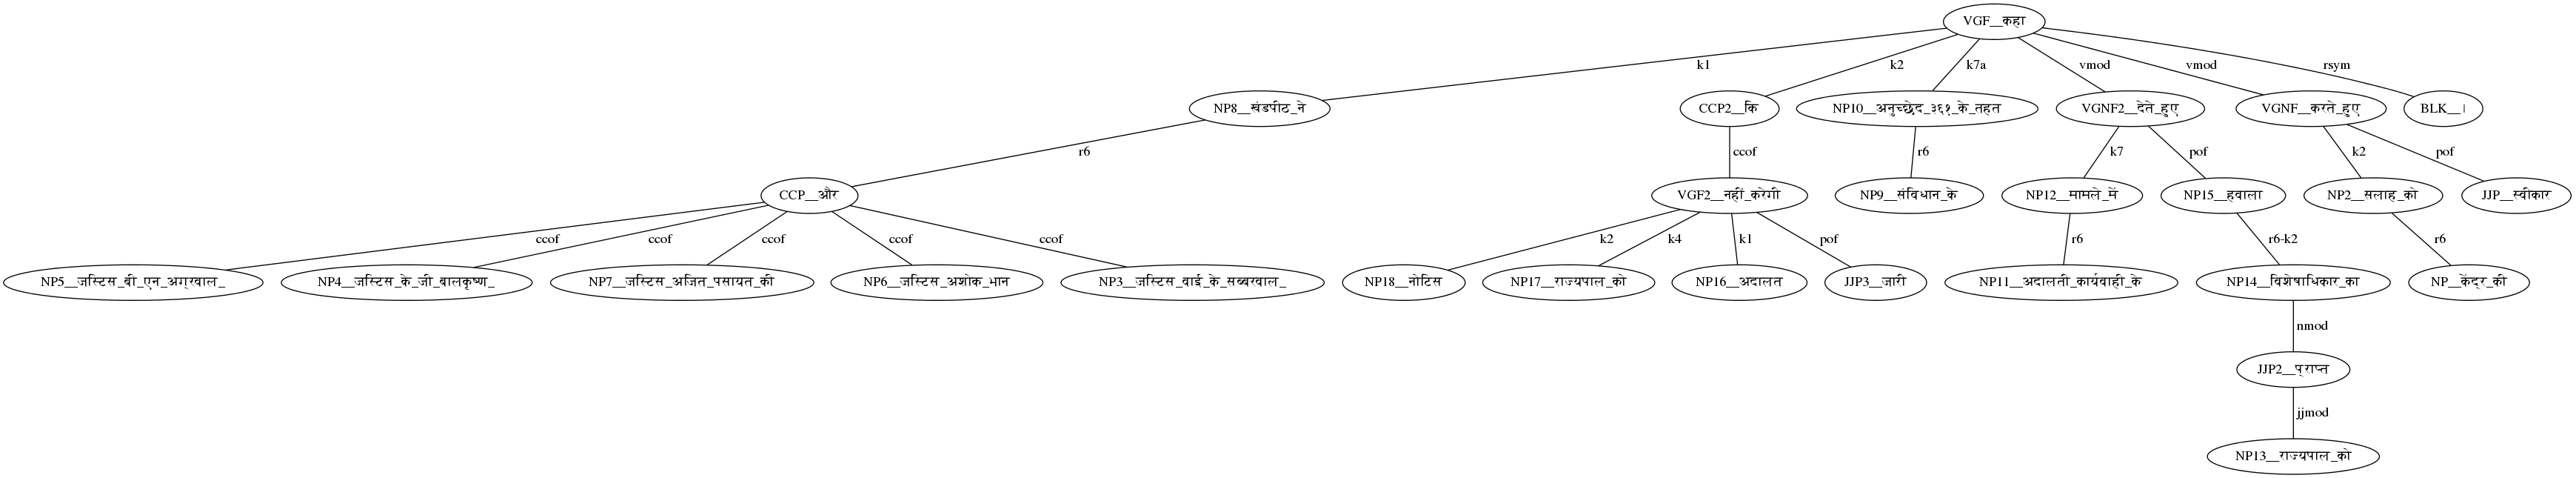 VGF__कहा
k1 k2 k7a vmod vmod rsym
NP8__खंडपीठ_ने CCP2__कि NP10__अनुच्छेद_३६१_के_तहत VGNF2__देते_हुए VGNF__करते_हुए BLK__।
r6 ccof r6 k7 pof k2 pof
CCP__और VGF2__नहीं_करेगी NP9__संविधान_के NP12__मामले_में NP15__हवाला NP2__सलाह_को JJP__स्वीकार
ccof ccof ccof ccof ccof k2 k4 k1 pof r6 r6-k2 r6
NP5__जस्टिस_बी_एन_अग्रवाल_ NP4__जस्टिस_के_जी_बालकृष्ण_ NP7__जस्टिस_अजित_पसायत_की NP6__जस्टिस_अशोक_भान NP3__जस्टिस_वाई_के_सब्बरवाल_ NP18__नोटिस NP17__राज्यपाल_को NP16__अदालत JJP3__जारी NP11__अदालती_कार्यवाही_के NP14__विशेषाधिकार_का NP__केंद्र_की
nmod
JJP2__प्राप्त
jjmod
NP13__राज्यपाल_को